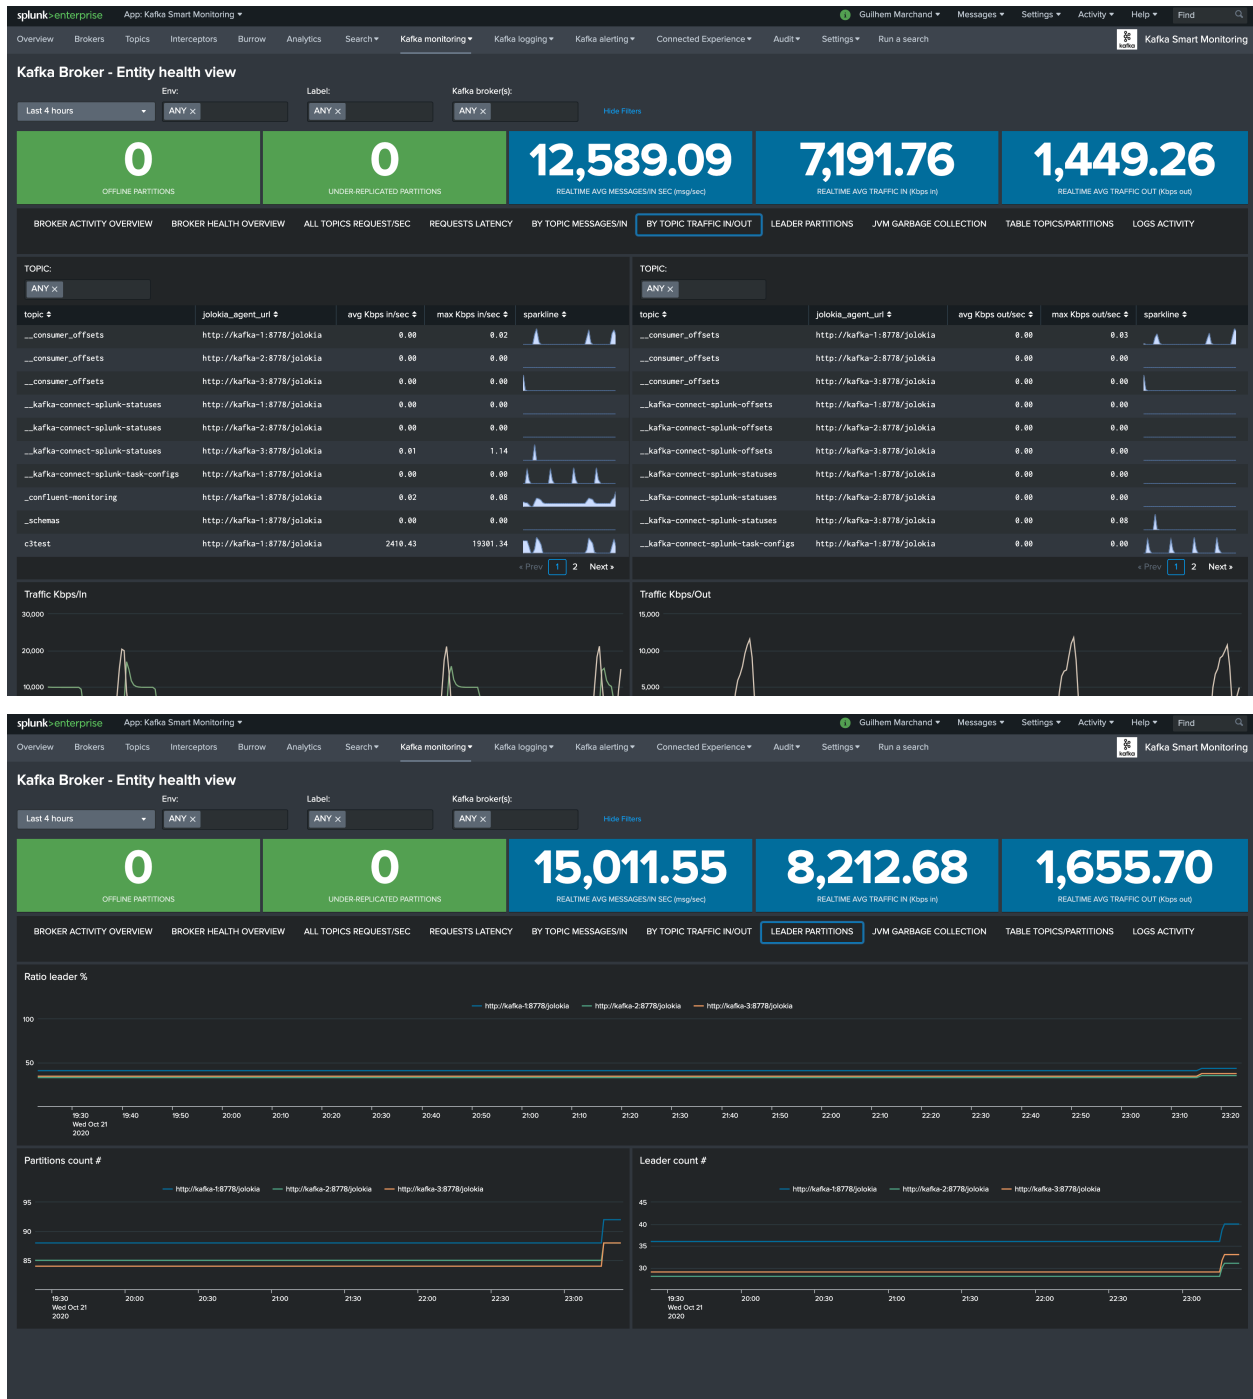 splunk>enterprise App: Kafka Smart Monitoring i Guilhem Marchand Messages Settings Activity Help Find
Overview Brokers Topics Interceptors Burrow Analytics Search Kafka monitoring Kafka logging Kafka alerting Connected Experience Audit Settings Run a search kafka Kafka Smart Monitoring
Kafka Broker - Entity health view
Env: Label: Kafka broker(s):
Last 4 hours ANY × ANY × ANY × Hide Filters
0 0 12,589.09 7,191.76 1,449.26
OFFLINE PARTITIONS UNDER-REPLICATED PARTITIONS REALTIME AVG MESSAGES/IN SEC (msg/sec) REALTIME AVG TRAFFIC IN (Kbps in) REALTIME AVG TRAFFIC OUT (Kbps out)
BROKER ACTIVITY OVERVIEW BROKER HEALTH OVERVIEW ALL TOPICS REQUEST/SEC REQUESTS LATENCY BY TOPIC MESSAGES/IN BY TOPIC TRAFFIC IN/OUT LEADER PARTITIONS JVM GARBAGE COLLECTION TABLE TOPICS/PARTITIONS LOGS ACTIVITY
TOPIC:
ANY ×
topic jolokia_agent_url avg Kbps in/sec max Kbps in/sec sparkline
__consumer_offsets http://kafka-1:8778/jolokia 0.00 0.02
__consumer_offsets http://kafka-2:8778/jolokia 0.00 0.00
__consumer_offsets http://kafka-3:8778/jolokia 0.00 0.00
__kafka-connect-splunk-statuses http://kafka-1:8778/jolokia 0.00 0.00
__kafka-connect-splunk-statuses http://kafka-2:8778/jolokia 0.00 0.00
__kafka-connect-splunk-statuses http://kafka-3:8778/jolokia 0.01 1.14
__kafka-connect-splunk-task-configs http://kafka-1:8778/jolokia 0.00 0.00
_confluent-monitoring http://kafka-1:8778/jolokia 0.02 0.08
_schemas http://kafka-1:8778/jolokia 0.00 0.00
c3test http://kafka-1:8778/jolokia 2410.43 19301.34
« Prev 1 2 Next »
TOPIC:
ANY ×
topic jolokia_agent_url avg Kbps out/sec max Kbps out/sec sparkline
__consumer_offsets http://kafka-1:8778/jolokia 0.00 0.03
__consumer_offsets http://kafka-2:8778/jolokia 0.00 0.00
__consumer_offsets http://kafka-3:8778/jolokia 0.00 0.00
__kafka-connect-splunk-offsets http://kafka-1:8778/jolokia 0.00 0.00
__kafka-connect-splunk-offsets http://kafka-2:8778/jolokia 0.00 0.00
__kafka-connect-splunk-offsets http://kafka-3:8778/jolokia 0.00 0.00
__kafka-connect-splunk-statuses http://kafka-1:8778/jolokia 0.00 0.00
__kafka-connect-splunk-statuses http://kafka-2:8778/jolokia 0.00 0.00
__kafka-connect-splunk-statuses http://kafka-3:8778/jolokia 0.00 0.08
__kafka-connect-splunk-task-configs http://kafka-1:8778/jolokia 0.00 0.00
« Prev 1 2 Next »
Traffic Kbps/In
30,000
20,000
10,000
Traffic Kbps/Out
15,000
10,000
5,000
splunk>enterprise App: Kafka Smart Monitoring i Guilhem Marchand Messages Settings Activity Help Find
Overview Brokers Topics Interceptors Burrow Analytics Search Kafka monitoring Kafka logging Kafka alerting Connected Experience Audit Settings Run a search kafka Kafka Smart Monitoring
Kafka Broker - Entity health view
Env: Label: Kafka broker(s):
Last 4 hours ANY × ANY × ANY × Hide Filters
0 0 15,011.55 8,212.68 1,655.70
OFFLINE PARTITIONS UNDER-REPLICATED PARTITIONS REALTIME AVG MESSAGES/IN SEC (msg/sec) REALTIME AVG TRAFFIC IN (Kbps in) REALTIME AVG TRAFFIC OUT (Kbps out)
BROKER ACTIVITY OVERVIEW BROKER HEALTH OVERVIEW ALL TOPICS REQUEST/SEC REQUESTS LATENCY BY TOPIC MESSAGES/IN BY TOPIC TRAFFIC IN/OUT LEADER PARTITIONS JVM GARBAGE COLLECTION TABLE TOPICS/PARTITIONS LOGS ACTIVITY
Ratio leader %
http://kafka-1:8778/jolokia http://kafka-2:8778/jolokia http://kafka-3:8778/jolokia
100
50
19:30 19:40 19:50 20:00 20:10 20:20 20:30 20:40 20:50 21:00 21:10 21:20 21:30 21:40 21:50 22:00 22:10 22:20 22:30 22:40 22:50 23:00 23:10 23:20
Wed Oct 21
2020
Partitions count #
http://kafka-1:8778/jolokia http://kafka-2:8778/jolokia http://kafka-3:8778/jolokia
95
90
85
19:30 20:00 20:30 21:00 21:30 22:00 22:30 23:00
Wed Oct 21
2020
Leader count #
http://kafka-1:8778/jolokia http://kafka-2:8778/jolokia http://kafka-3:8778/jolokia
45
40
35
30
19:30 20:00 20:30 21:00 21:30 22:00 22:30 23:00
Wed Oct 21
2020